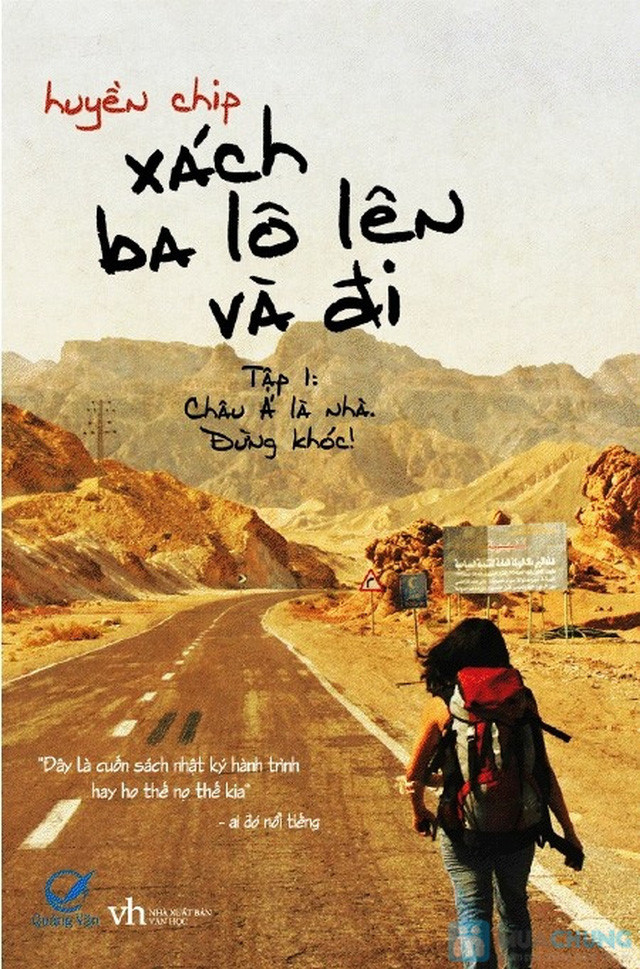 huyền chip
xách
ba lô lên
và đi
Tập 1:
Châu Á là nhà.
Đừng khóc!
"Đây là cuốn sách nhật ký hành trình
hay ho thế nọ thế kia"
- ai đó nổi tiếng
Quảng Văn
vh NHÀ XUẤT BẢN
VĂN HỌC